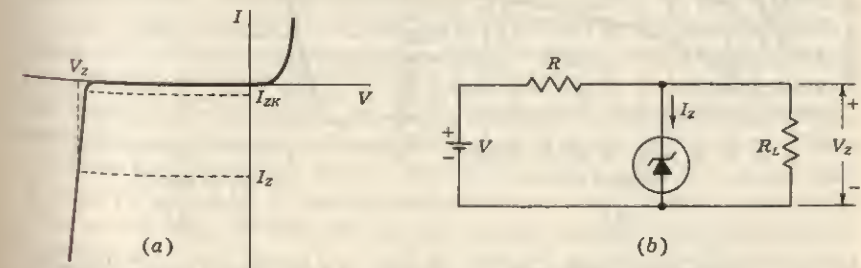 I
V_Z
I_ZK
V
I_Z
(a)
R
+
-
V
I_z
R_L
V_z
+
-
(b)